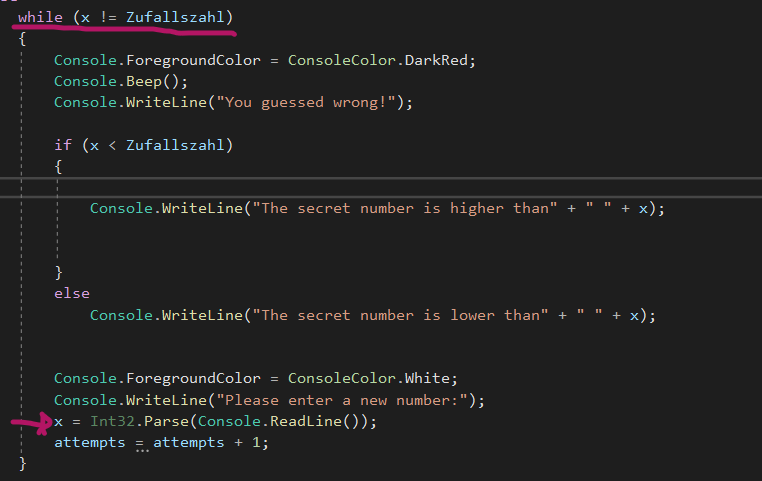 while (x != Zufallszahl)
{
Console.ForegroundColor = ConsoleColor.DarkRed;
Console.Beep();
Console.WriteLine("You guessed wrong!");
if (x < Zufallszahl)
{
Console.WriteLine("The secret number is higher than" + " " + x);
}
else
Console.WriteLine("The secret number is lower than" + " " + x);
Console.ForegroundColor = ConsoleColor.White;
Console.WriteLine("Please enter a new number:");
x = Int32.Parse(Console.ReadLine());
attempts = attempts + 1;
}